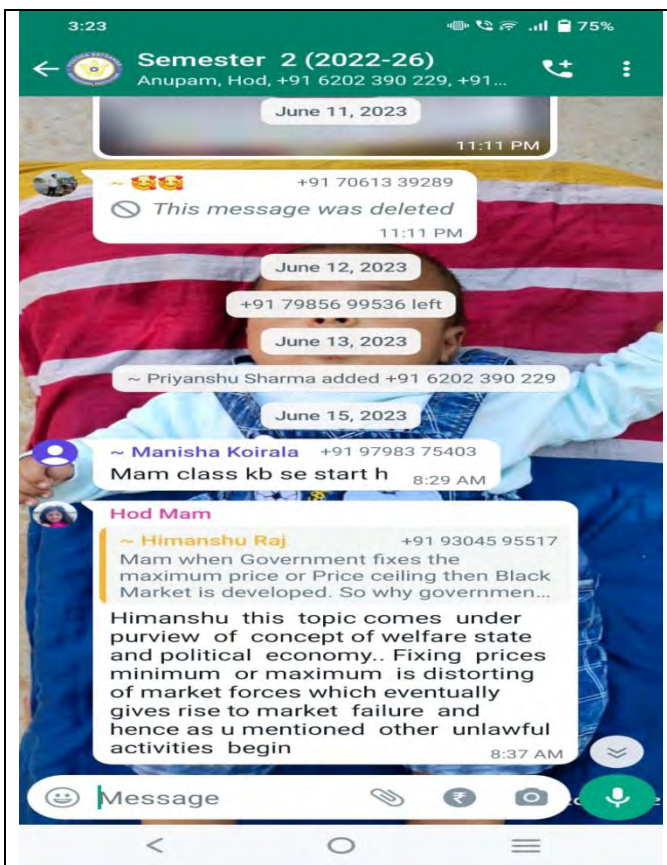 3:23
75%
Semester 2 (2022-26)
Anupam, Hod, +91 6202 390 229, +91...
June 11, 2023
11:11 PM
~ 🥰🥰 +91 70613 39289
This message was deleted
11:11 PM
June 12, 2023
+91 79856 99536 left
June 13, 2023
~ Priyanshu Sharma added +91 6202 390 229
June 15, 2023
~ Manisha Koirala +91 97983 75403
Mam class kb se start h 8:29 AM
Hod Mam
~ Himanshu Raj +91 93045 95517
Mam when Government fixes the
maximum price or Price ceiling then Black
Market is developed. So why governmen...
Himanshu this topic comes under
purview of concept of welfare state
and political economy.. Fixing prices
minimum or maximum is distorting
of market forces which eventually
gives rise to market failure and
hence as u mentioned other unlawful
activities begin 8:37 AM
Message